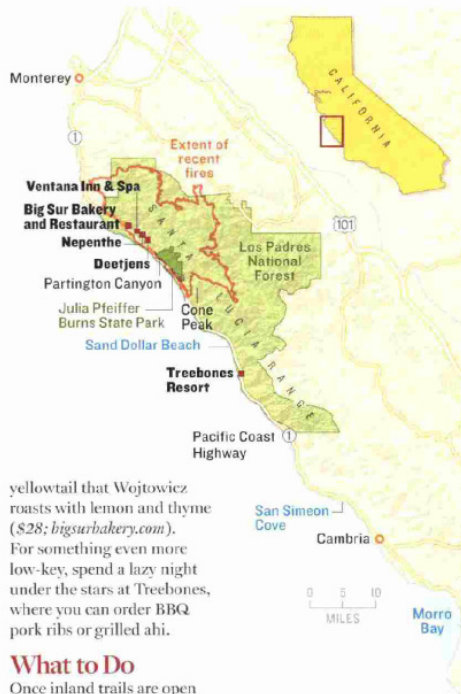 Monterey
1
CALIFORNIA
Extent of
recent
fires
Ventana Inn & Spa
Big Sur Bakery
and Restaurant
Nepenthe
Deetjens
Partington Canyon
Julia Pfeiffer
Burns State Park
Cone
Peak
SANTA LUCIA RANGE
101
Los Padres
National
Forest
Sand Dollar Beach
Treebones
Resort
Pacific Coast
Highway
1
San Simeon
Cove
Cambria
0 5 10
MILES
Morro
Bay
yellowtail that Wojtowicz
roasts with lemon and thyme
($28; bigsurbakery.com).
For something even more
low-key, spend a lazy night
under the stars at Treebones,
where you can order BBQ
pork ribs or grilled ahi.
What to Do
Once inland trails are open